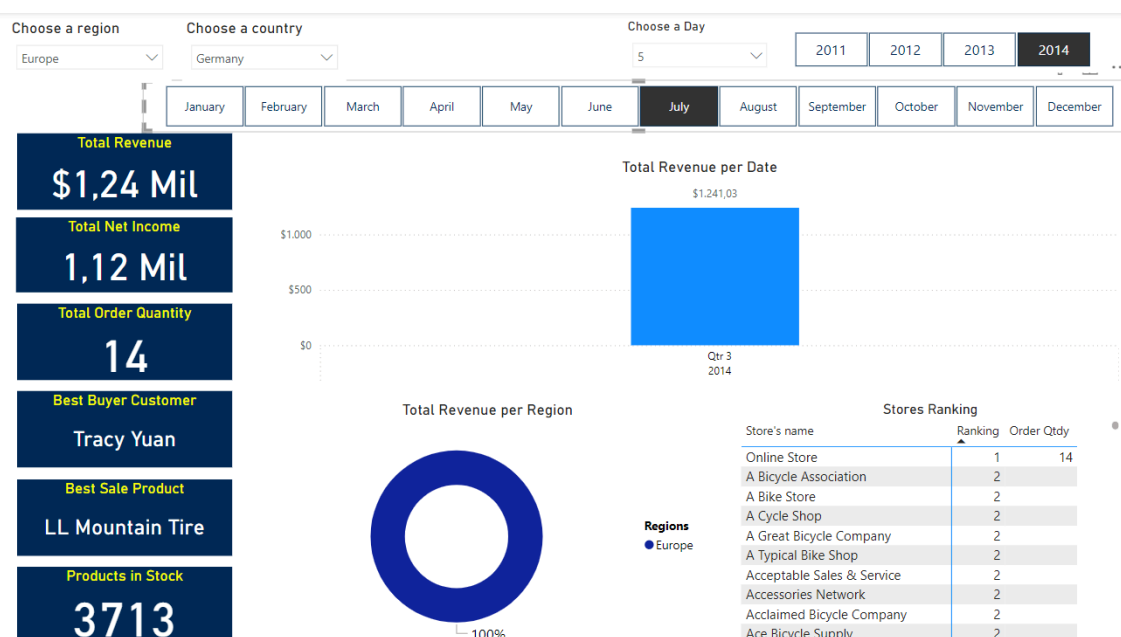 Choose a region
Choose a country
Choose a Day
Europe
Germany
5
2011
2012
2013
2014
January
February
March
April
May
June
July
August
September
October
November
December
Total Revenue
$1,24 Mil
Total Net Income
1,12 Mil
Total Order Quantity
14
Best Buyer Customer
Tracy Yuan
Best Sale Product
LL Mountain Tire
Products in Stock
3713
Total Revenue per Date
$1.241,03
$1.000
$500
$0
Qtr 3
2014
Total Revenue per Region
100%
Regions
Europe
Stores Ranking
Store's name Ranking Order Qtdy
Online Store 1 14
A Bicycle Association 2
A Bike Store 2
A Cycle Shop 2
A Great Bicycle Company 2
A Typical Bike Shop 2
Acceptable Sales & Service 2
Accessories Network 2
Acclaimed Bicycle Company 2
Ace Bicycle Supply 2